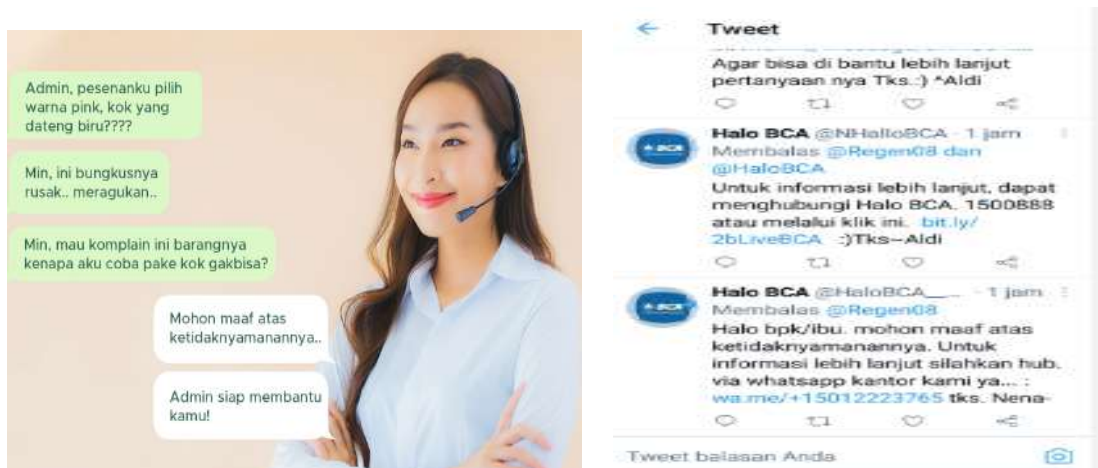 Admin, pesenanku pilih
warna pink, kok yang
dateng biru????
Min, ini bungkusnya
rusak.. meragukan..
Min, mau komplain ini barangnya
kenapa aku coba pake kok gakbisa?
Mohon maaf atas
ketidaknyamanannya..
Admin siap membantu
kamu!
Tweet
Agar bisa di bantu lebih lanjut
pertanyaan nya Tks.:) ^Aldi
Halo BCA @NHalloBCA · 1 jam
Membalas @Regen08 dan
@HaloBCA
Untuk informasi lebih lanjut, dapat
menghubungi Halo BCA. 1500888
atau melalui klik ini. bit.ly/
2bLiveBCA :)Tks~Aldi
Halo BCA @HaloBCA__... · 1 jam
Membalas @Regen08
Halo bpk/ibu. mohon maaf atas
ketidaknyamanannya. Untuk
informasi lebih lanjut silahkan hub.
via whatsapp kantor kami ya... :
wa.me/+15012223765 tks. Nena-
Tweet balasan Anda